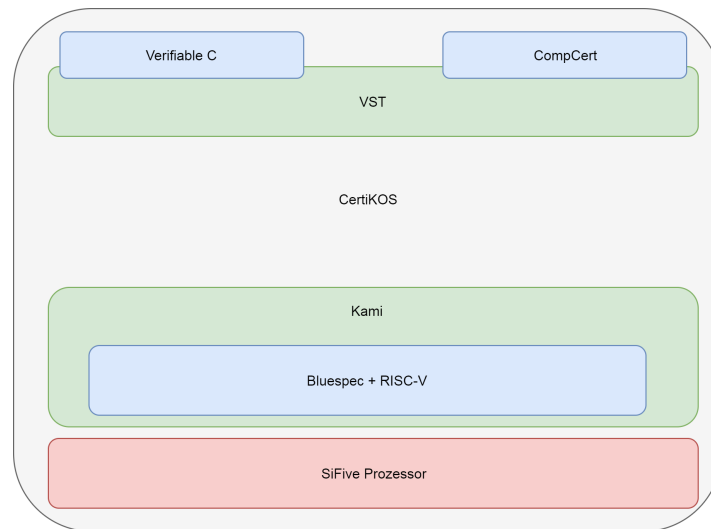 Verifiable C
CompCert
VST
CertiKOS
Kami
Bluespec + RISC-V
SiFive Prozessor